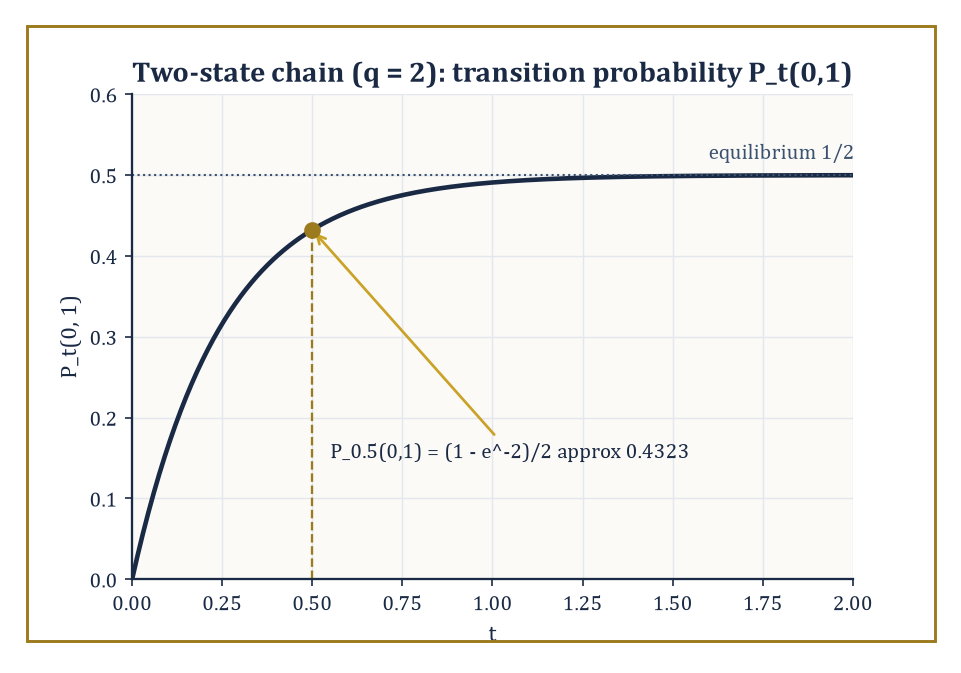 Two-state chain (q = 2): transition probability P_t(0,1)
0.6
equilibrium 1/2
0.5
0.4
P_t(0, 1)
0.3
0.2
P_0.5(0,1) = (1 - e^-2)/2 approx 0.4323
0.1
0.0
0.00 0.25 0.50 0.75 1.00 1.25 1.50 1.75 2.00
t